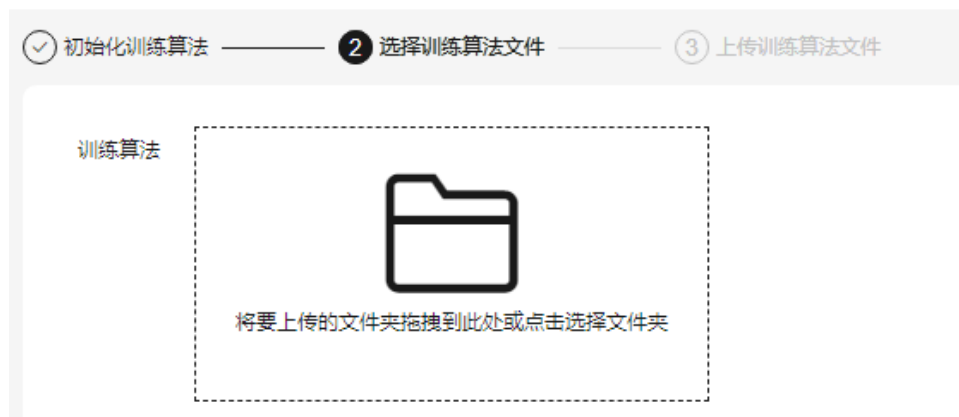 初始化训练算法 2 选择训练算法文件 3 上传训练算法文件
训练算法
将要上传的文件夹拖拽到此处或点击选择文件夹